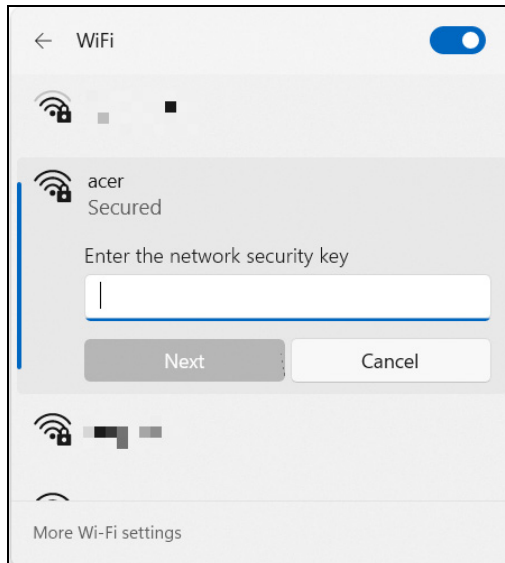 WiFi
acer
Secured
Enter the network security key
Next
Cancel
More Wi-Fi settings